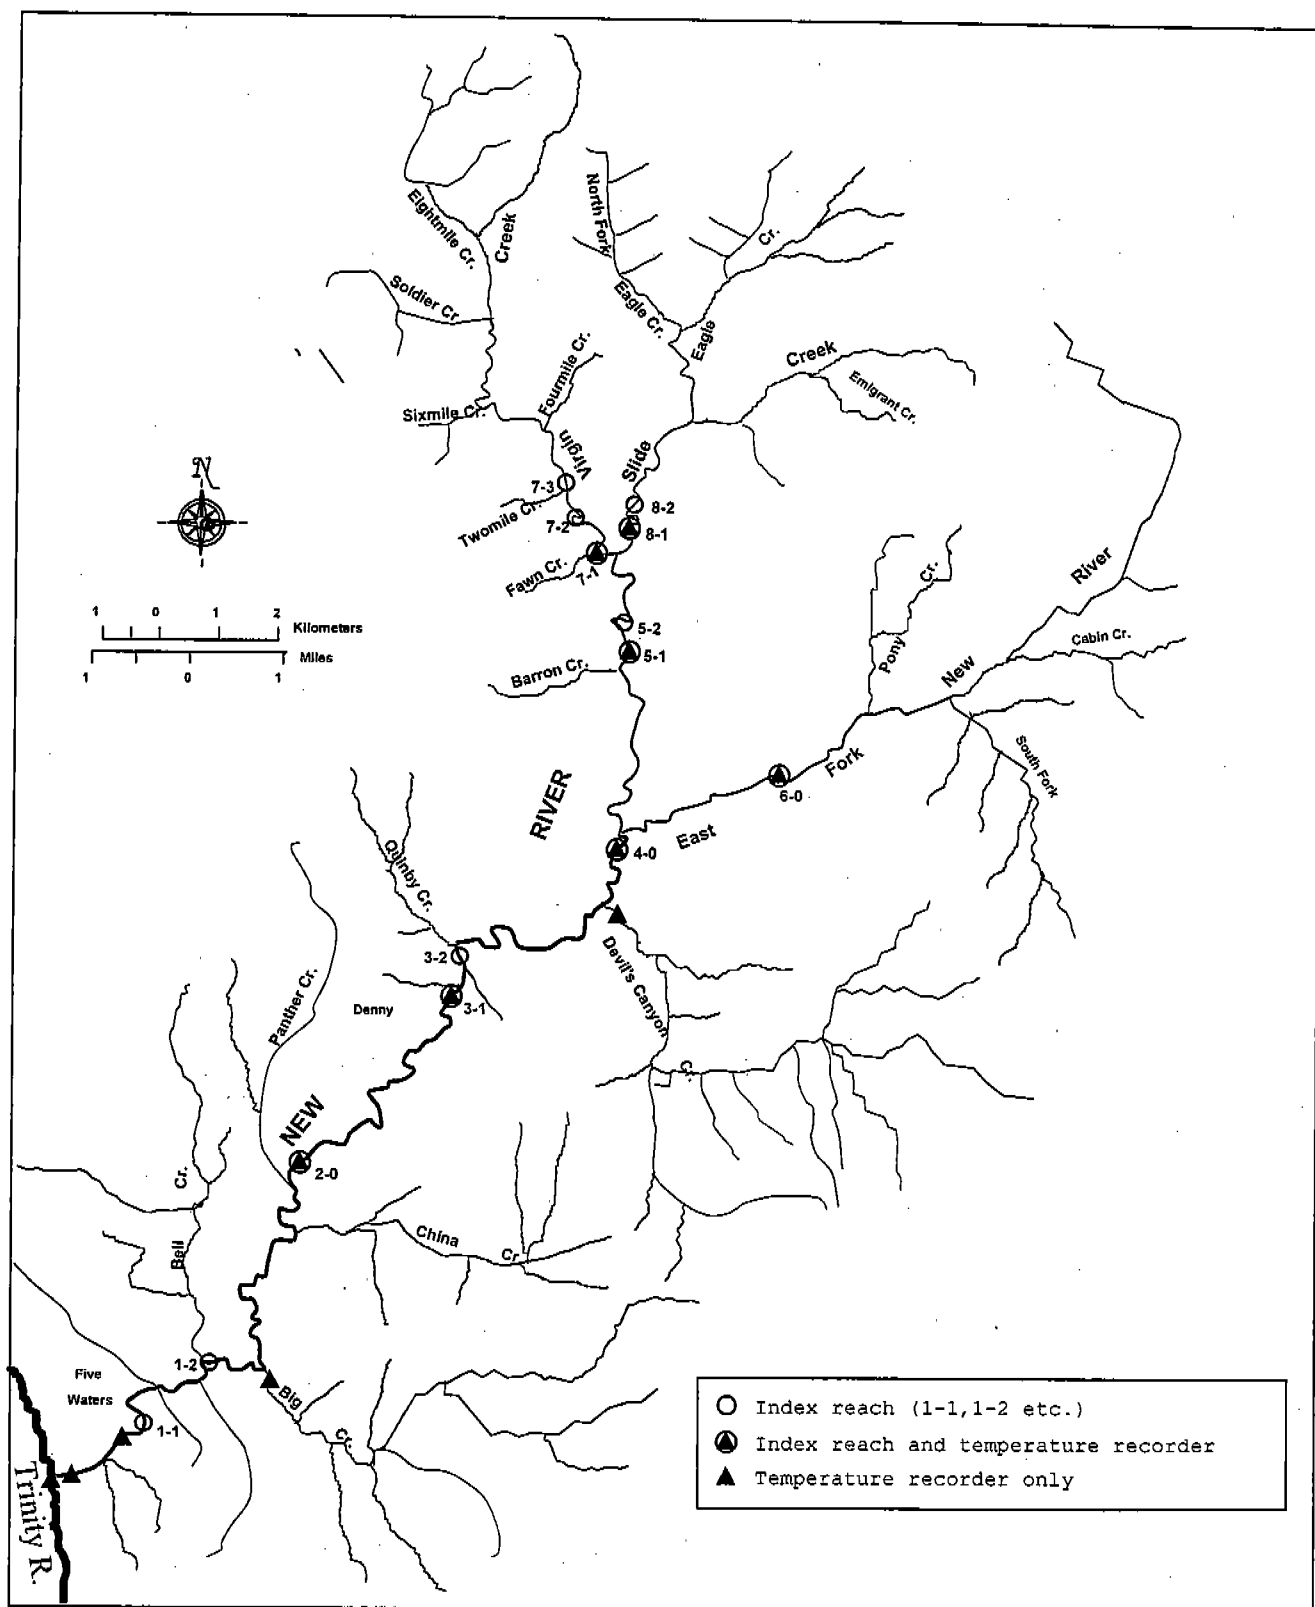 North Fork
Eightmile Cr.
Creek
Cr.
Soldier Cr
Eagle Cr.
Eagle
Fourmile Cr.
Creek
Emigrant Cr.
Sixmile Cr.
Virgin
Slide
N
7-3
8-2
Twomile Cr.
7-2
8-1
Fawn Cr.
7-1
River
Cr.
1 0 1 2
Kilometers
Miles
1 0 1
5-2
5-1
Cabin Cr.
Barron Cr.
Pony
New
South Fork
RIVER
Fork
6-0
East
4-0
Quinby Cr.
3-2
Devil's Canyon
Panther Cr.
Denny
3-1
Cr.
NEW
2-0
Cr.
China
Cr
Bell
1-2
Five
Waters
Big
Cr.
1-1
Trinity R.
Index reach (1-1,1-2 etc.)
Index reach and temperature recorder
Temperature recorder only